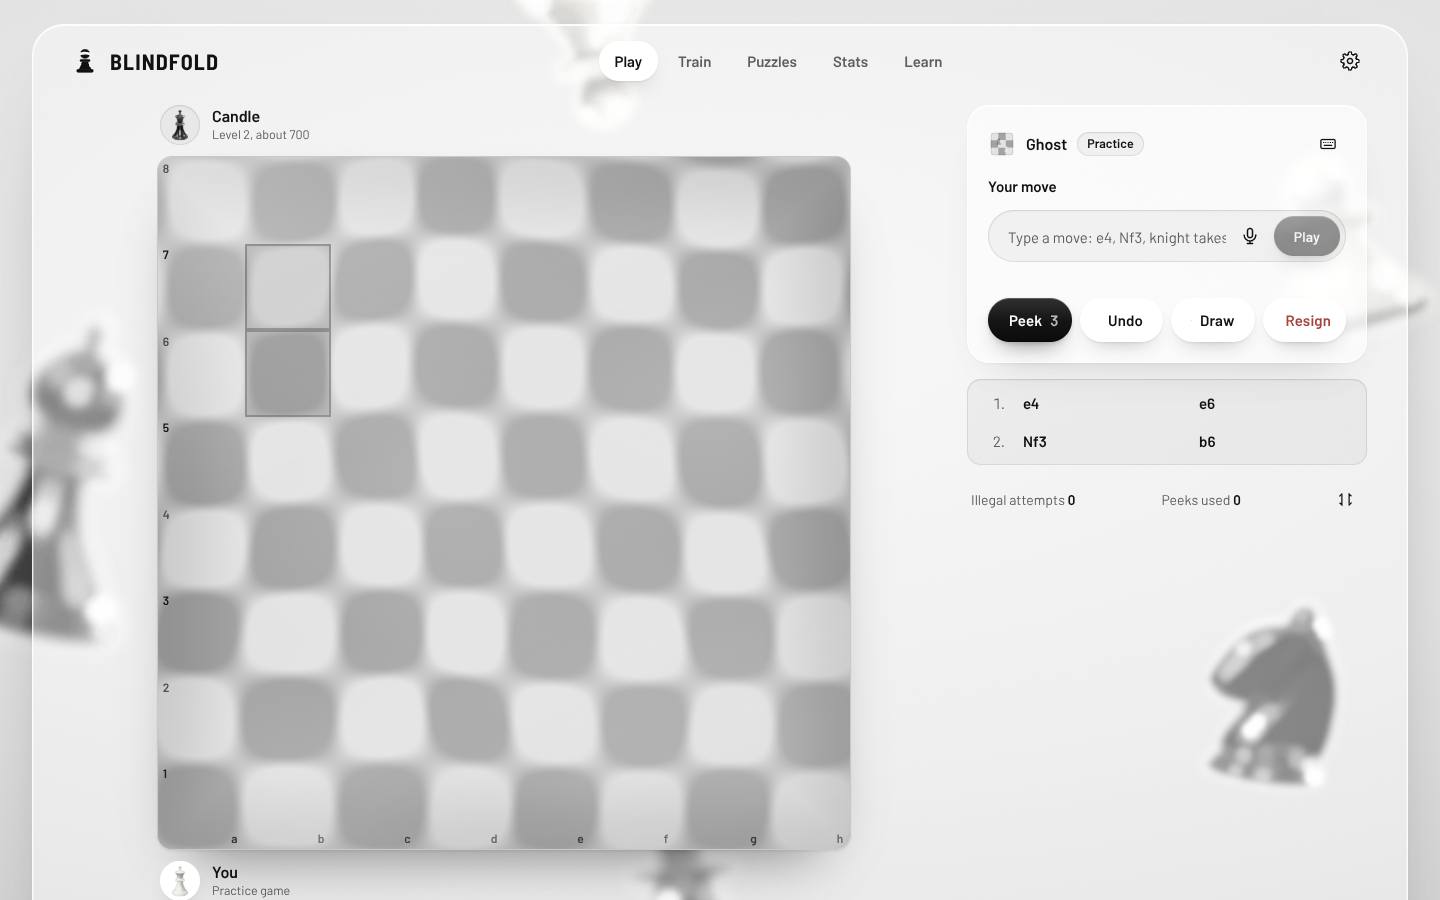 BLINDFOLD
Play
Train
Puzzles
Stats
Learn
Candle
Level 2, about 700
8
7
6
5
4
3
2
1
a
b
c
d
e
f
g
h
You
Practice game
Ghost
Practice
Your move
Type a move: e4, Nf3, knight takes
Play
Peek 3
Undo
Draw
Resign
1. e4 e6
2. Nf3 b6
Illegal attempts 0
Peeks used 0